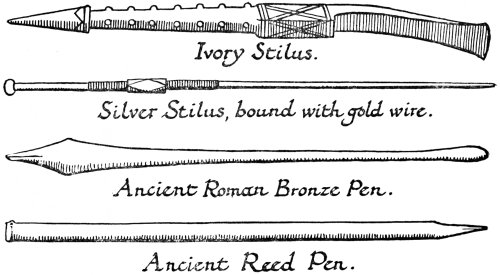 Ivory Stilus.
Silver Stilus, bound with gold wire.
Ancient Roman Bronze Pen.
Ancient Reed Pen.